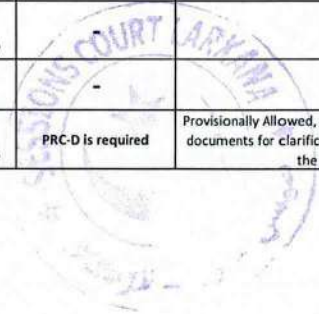 -
-
PRC-D is required
Provisionally Allowed,
documents for clarific
the
SESSIONS COURT LARKANA